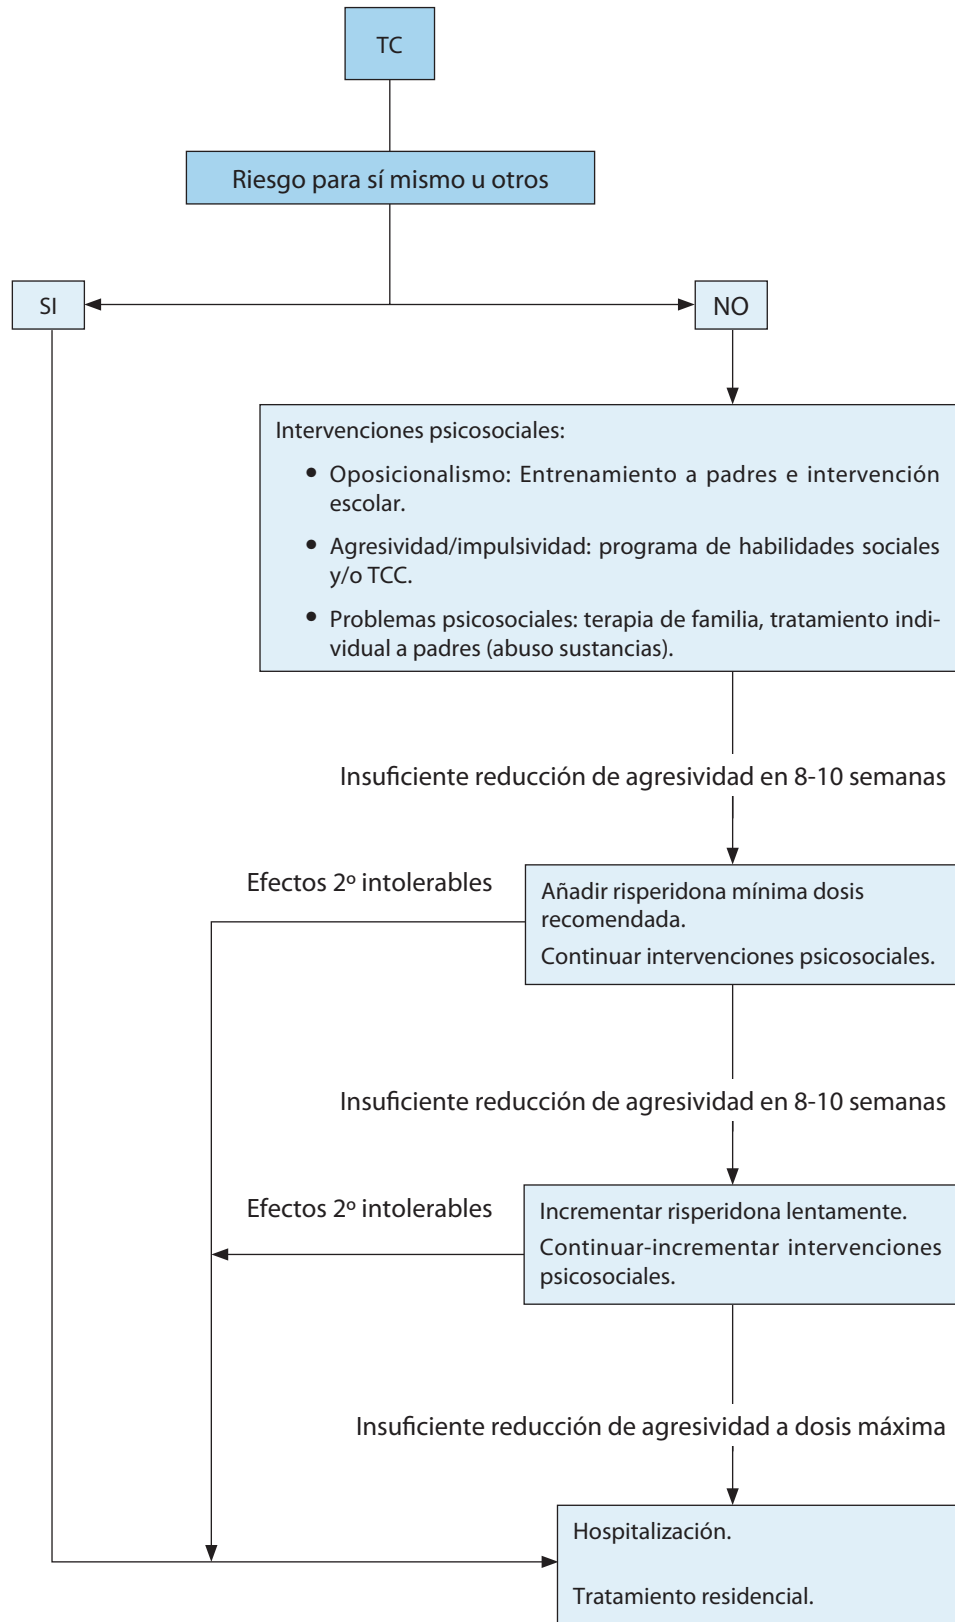 TC
Riesgo para sí mismo u otros
SI
NO
Intervenciones psicosociales:
• Oposicionalismo: Entrenamiento a padres e intervención
escolar.
• Agresividad/impulsividad: programa de habilidades sociales
y/o TCC.
• Problemas psicosociales: terapia de familia, tratamiento indi-
vidual a padres (abuso sustancias).
Insuficiente reducción de agresividad en 8-10 semanas
Efectos 2º intolerables
Añadir risperidona mínima dosis
recomendada.
Continuar intervenciones psicosociales.
Insuficiente reducción de agresividad en 8-10 semanas
Efectos 2º intolerables
Incrementar risperidona lentamente.
Continuar-incrementar intervenciones
psicosociales.
Insuficiente reducción de agresividad a dosis máxima
Hospitalización.
Tratamiento residencial.